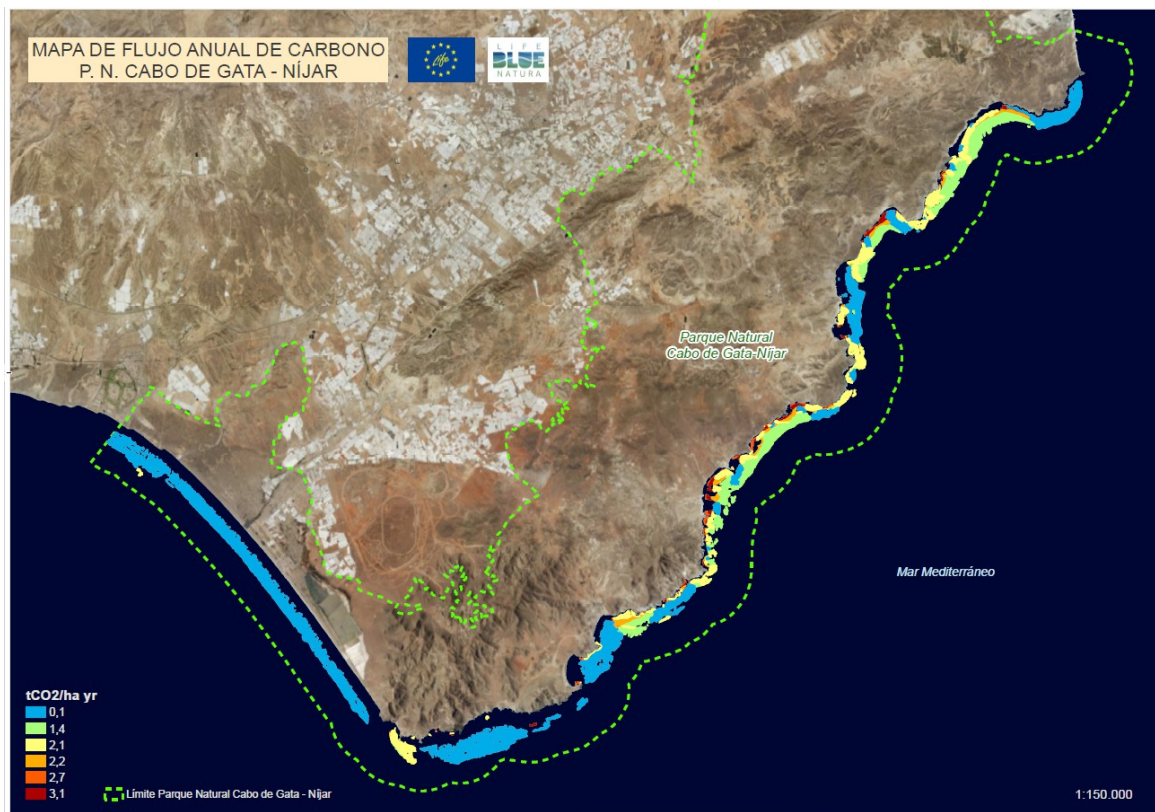 MAPA DE FLUJO ANUAL DE CARBONO
P. N. CABO DE GATA - NÍJAR
Life
LIFE
BLUE
NATURA
Parque Natural
Cabo de Gata-Níjar
Mar Mediterráneo
tCO2/ha yr
0,1
1,4
2,1
2,2
2,7
3,1
Límite Parque Natural Cabo de Gata - Níjar
1:150.000